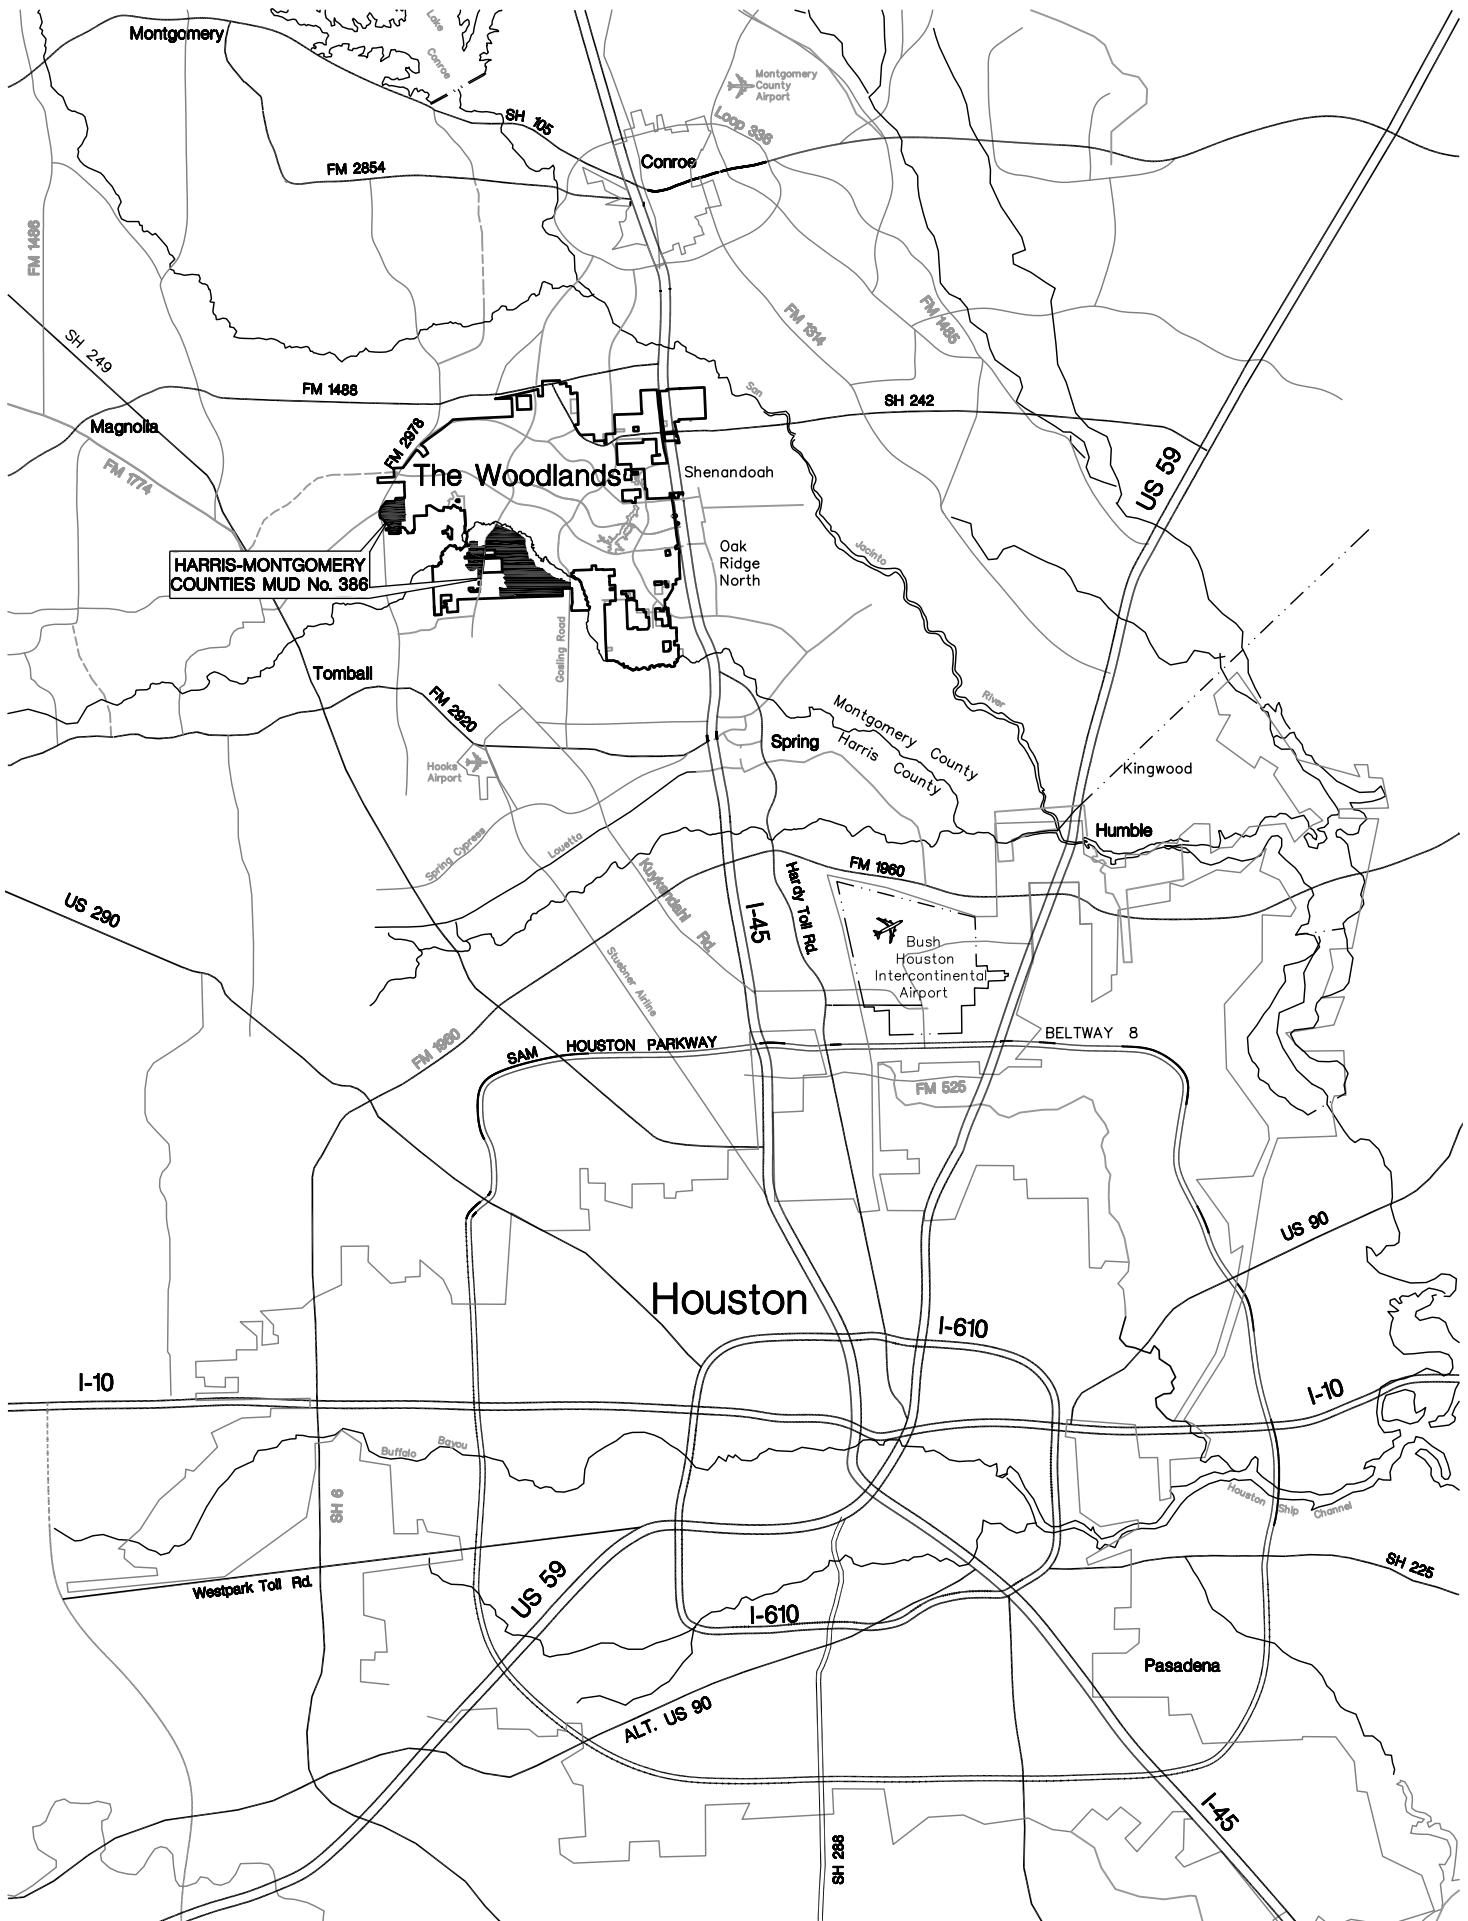 Montgomery
Lake
Conroe
Montgomery
County
Airport
SH 105
Loop 336
Conroe
FM 2854
FM 1486
SH 249
FM 1314
FM 1485
FM 1488
San
SH 242
Magnolia
FM 2978
The Woodlands
Shenandoah
FM 1774
US 59
Jacinto
Oak
Ridge
North
HARRIS-MONTGOMERY
COUNTIES MUD No. 386
Gosling Road
Tomball
FM 2920
River
Montgomery County
Harris County
Spring
Kingwood
Hooks
Airport
Humble
Spring Cypress
Louetta
Kuykendahl Rd.
Hardy Toll Rd.
FM 1960
US 290
I-45
Bush
Houston
Intercontinental
Airport
Stuebner Airline
FM 1960
SAM HOUSTON PARKWAY
BELTWAY 8
FM 525
US 90
Houston
I-610
I-10
I-10
Buffalo Bayou
SH 6
Houston Ship Channel
SH 225
Westpark Toll Rd.
US 59
I-610
Pasadena
ALT. US 90
I-45
SH 288